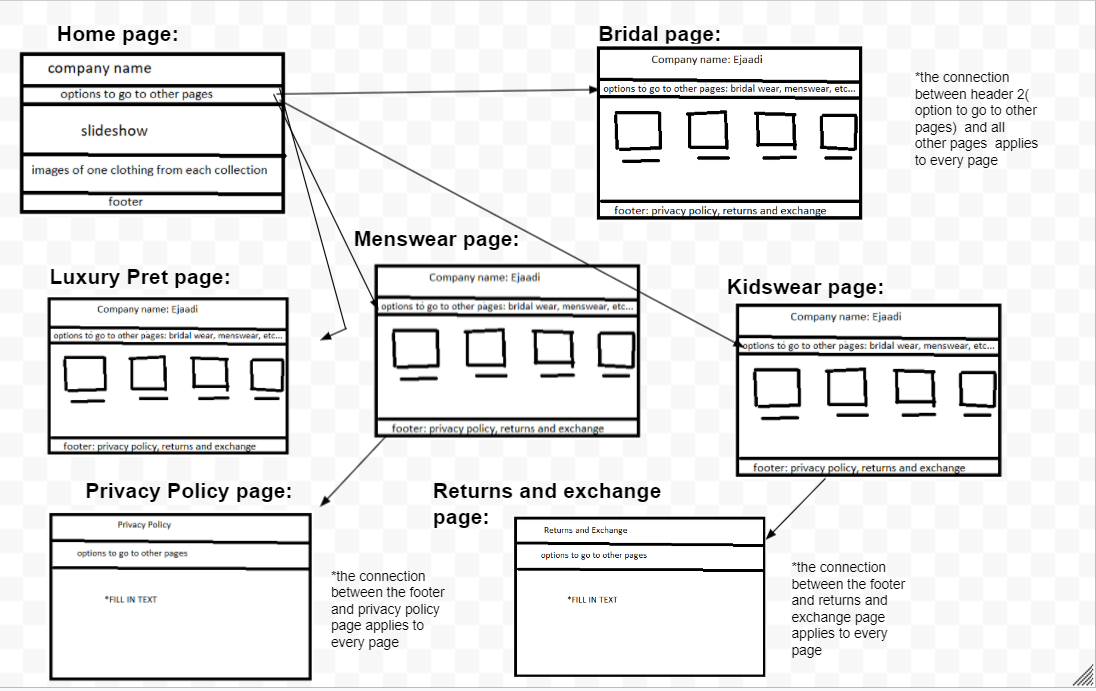 Home page:
company name
options to go to other pages
slideshow
images of one clothing from each collection
footer
Bridal page:
Company name: Ejaadi
options to go to other pages: bridal wear, menswear, etc...
footer: privacy policy, returns and exchange
*the connection
between header 2(
option to go to other
pages) and all
other pages applies
to every page
Luxury Pret page:
Company name: Ejaadi
options to go to other pages: bridal wear, menswear, etc...
footer: privacy policy, returns and exchange
Menswear page:
Company name: Ejaadi
options to go to other pages: bridal wear, menswear, etc...
footer: privacy policy, returns and exchange
Kidswear page:
Company name: Ejaadi
options to go to other pages: bridal wear, menswear, etc...
footer: privacy policy, returns and exchange
Privacy Policy page:
Privacy Policy
options to go to other pages
*FILL IN TEXT
*the connection
between the footer
and privacy policy
page applies to
every page
Returns and exchange
page:
Returns and Exchange
options to go to other pages
*FILL IN TEXT
*the connection
between the footer
and returns and
exchange page
applies to every
page